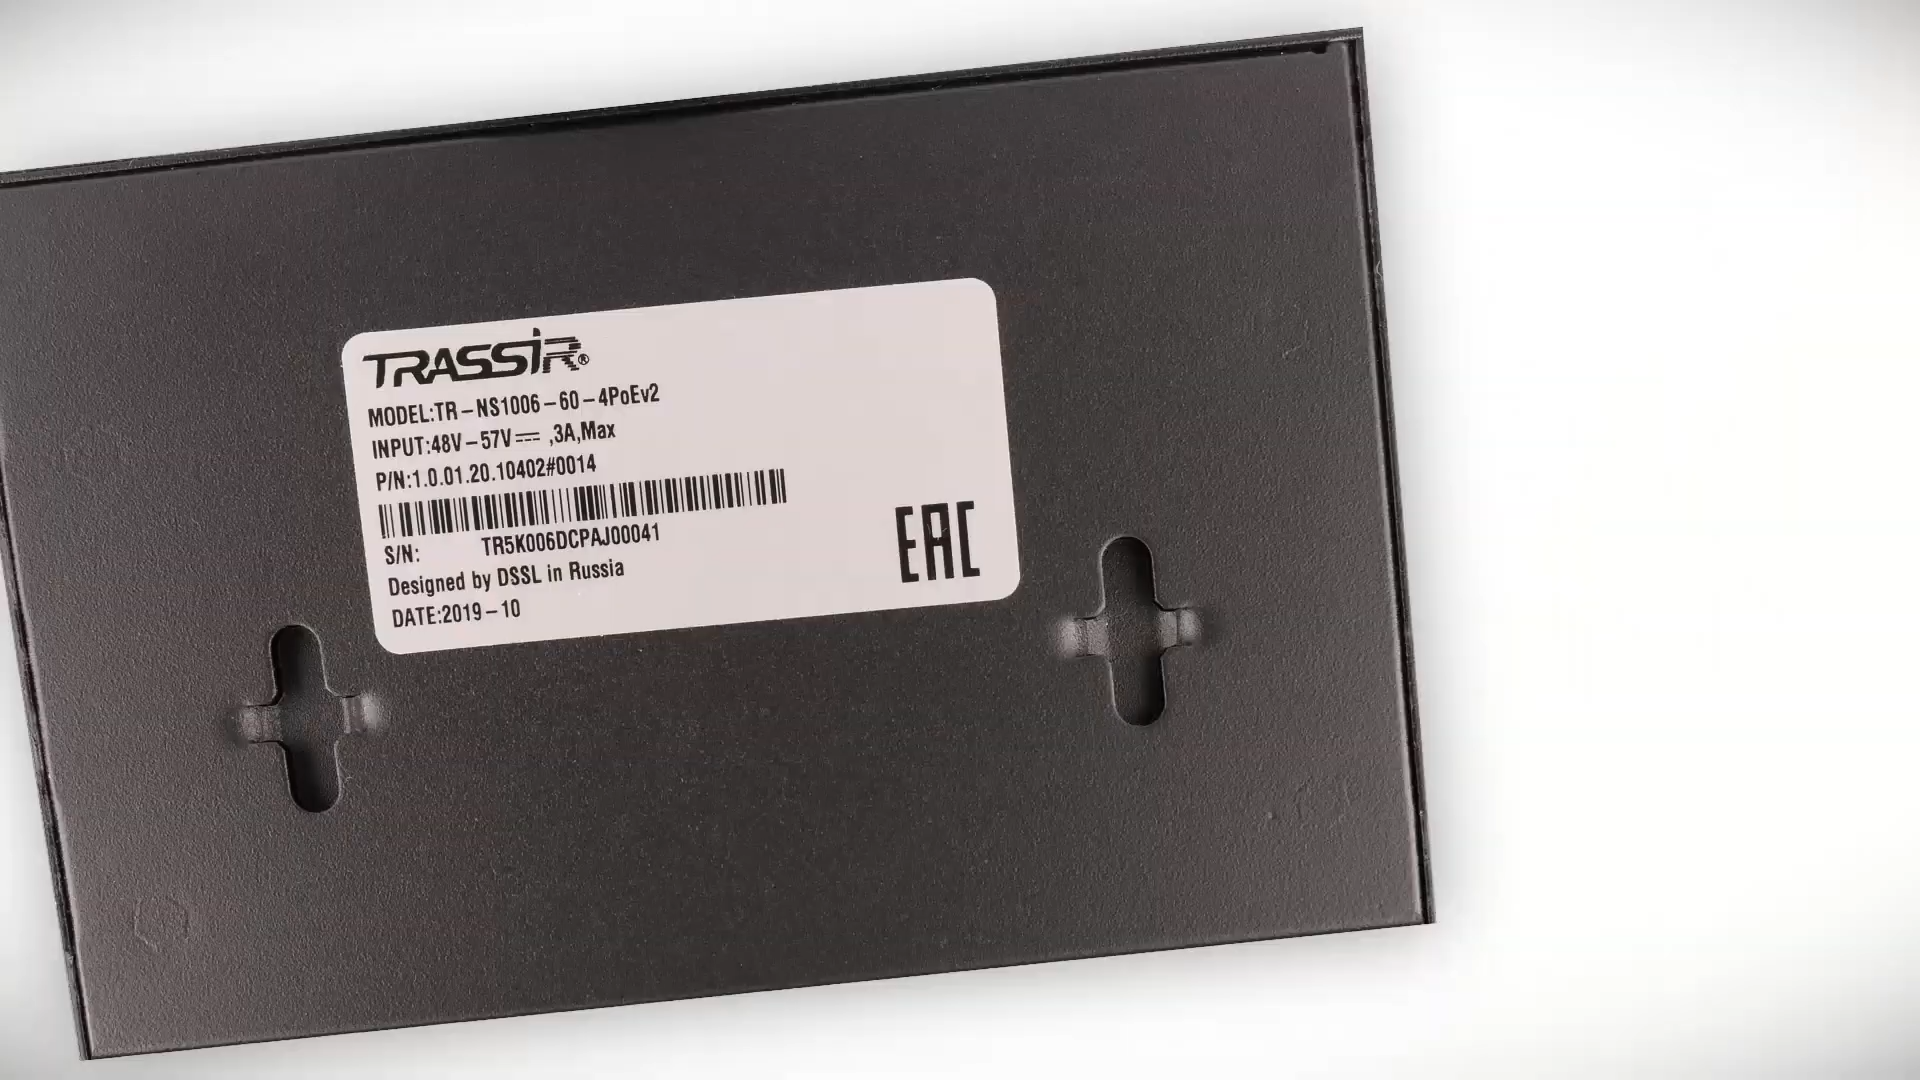 TRASSIR®
MODEL:TR-NS1006-60-4PoEv2
INPUT:48V-57V⎓,3A,Max
P/N:1.0.01.20.10402#0014
S/N: TR5K006DCPAJ00041
Designed by DSSL in Russia
DATE:2019-10
EAC